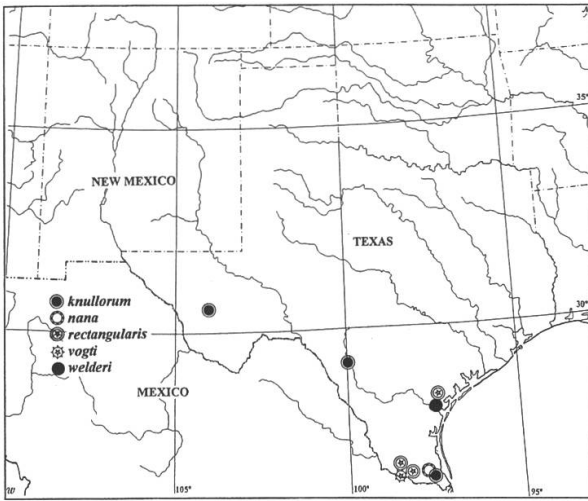 35°
NEW MEXICO
TEXAS
knullorum
nana
rectangularis
vogti
welderi
30°
MEXICO
105°
100°
95°